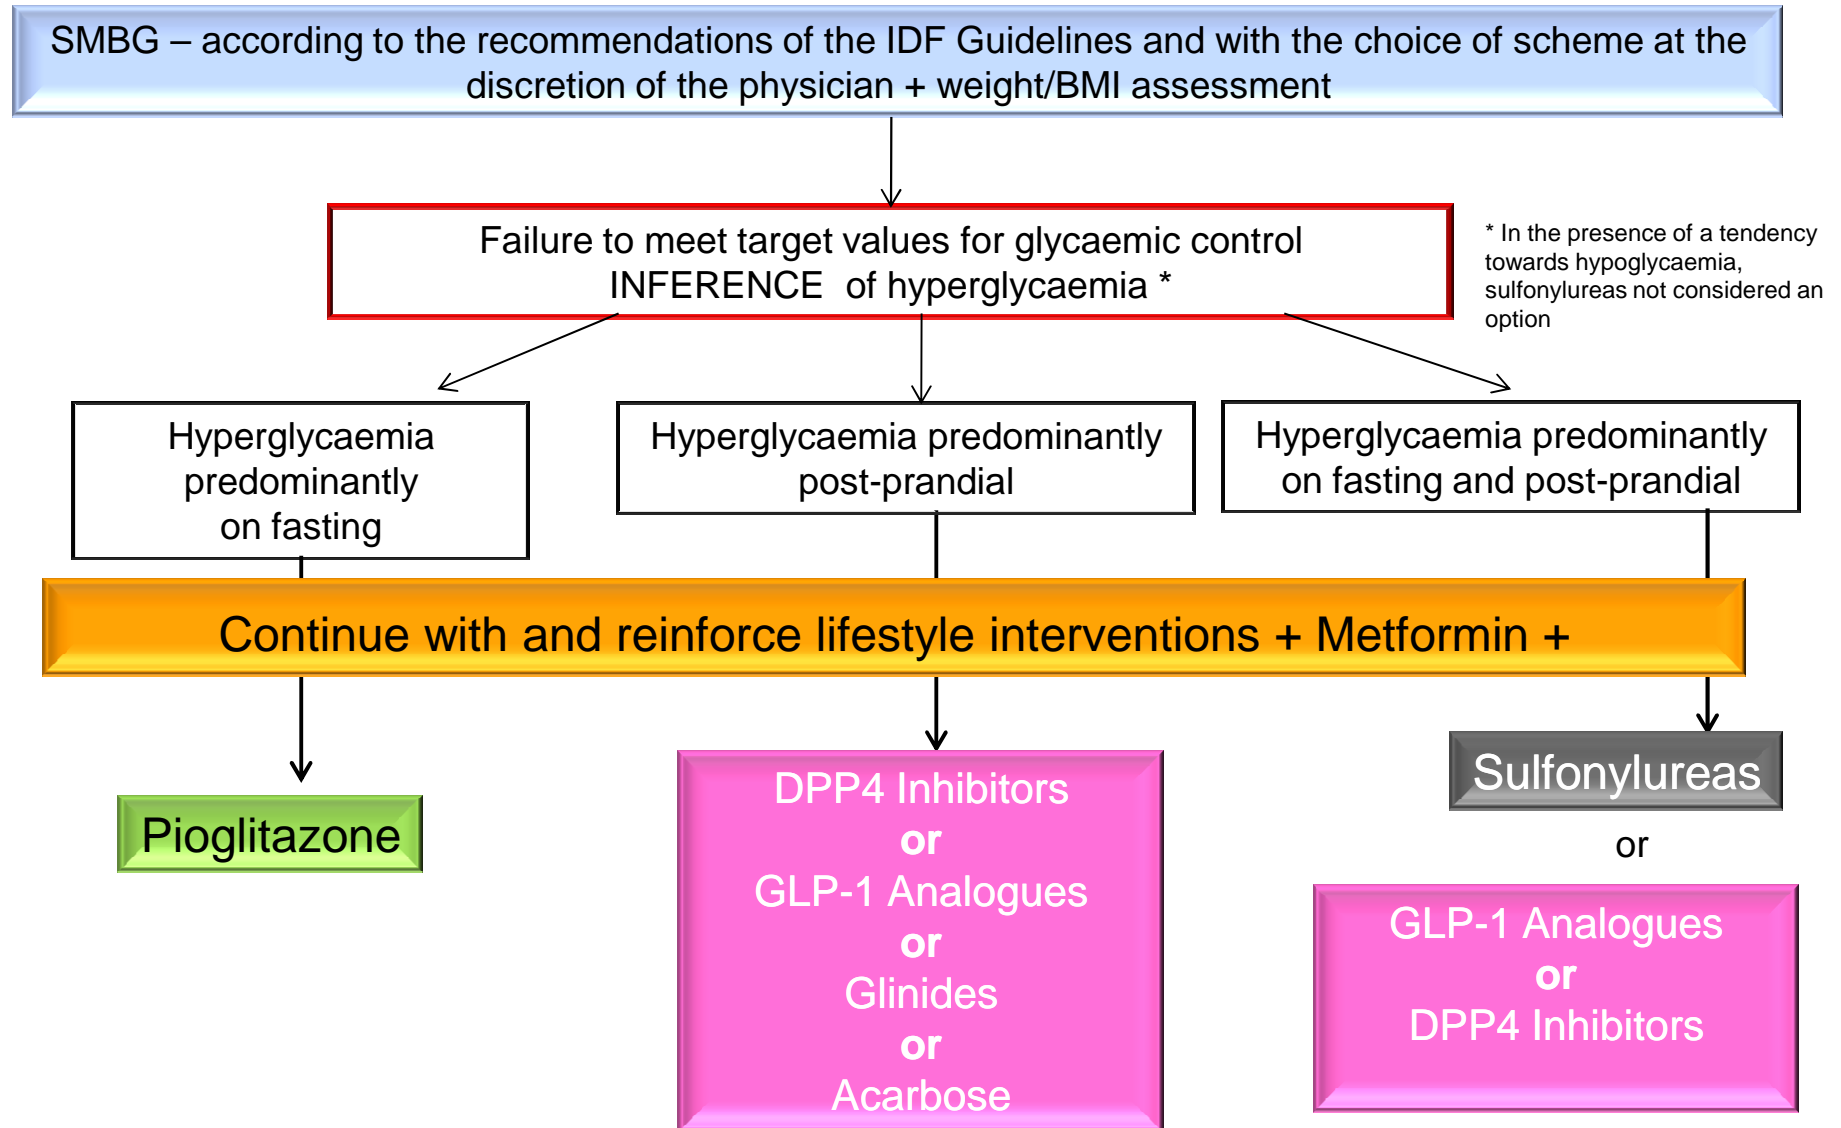 SMBG – according to the recommendations of the IDF Guidelines and with the choice of scheme at the
discretion of the physician + weight/BMI assessment
Failure to meet target values for glycaemic control
INFERENCE of hyperglycaemia *
* In the presence of a tendency
towards hypoglycaemia,
sulfonylureas not considered an
option
Hyperglycaemia
predominantly
on fasting
Hyperglycaemia predominantly
post-prandial
Hyperglycaemia predominantly
on fasting and post-prandial
Continue with and reinforce lifestyle interventions + Metformin +
Pioglitazone
DPP4 Inhibitors
or
GLP-1 Analogues
or
Glinides
or
Acarbose
Sulfonylureas
or
GLP-1 Analogues
or
DPP4 Inhibitors